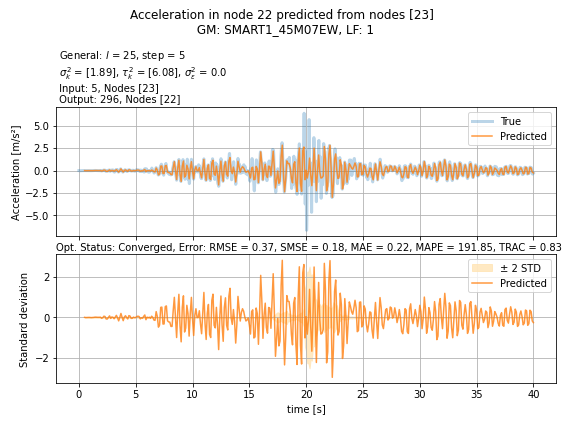 Acceleration in node 22 predicted from nodes [23]
GM: SMART1_45M07EW, LF: 1
General: l = 25, step = 5
σ²ₖ = [1.89], τ²ₖ = [6.08], σ²ε = 0.0
Input: 5, Nodes [23]
Output: 296, Nodes [22]
Acceleration [m/s²]
5.0
2.5
0.0
−2.5
−5.0
True
Predicted
Opt. Status: Converged, Error: RMSE = 0.37, SMSE = 0.18, MAE = 0.22, MAPE = 191.85, TRAC = 0.83
Standard deviation
2
0
−2
± 2 STD
Predicted
0 5 10 15 20 25 30 35 40
time [s]